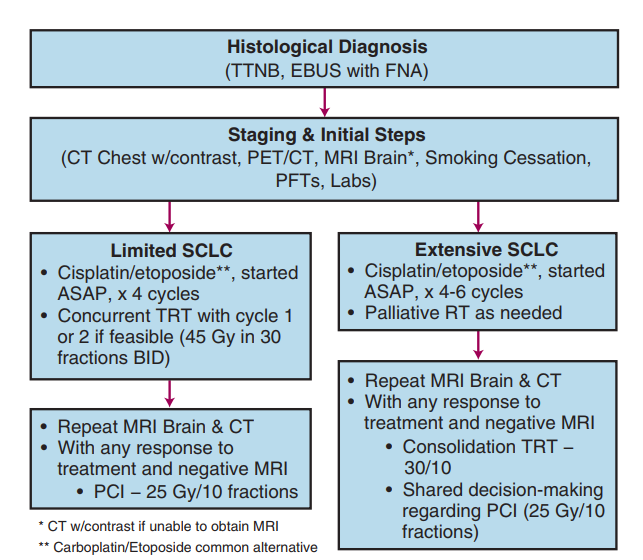 Histological Diagnosis
(TTNB, EBUS with FNA)
Staging & Initial Steps
(CT Chest w/contrast, PET/CT, MRI Brain*, Smoking Cessation,
PFTs, Labs)
Limited SCLC
• Cisplatin/etoposide**, started
ASAP, x 4 cycles
• Concurrent TRT with cycle 1
or 2 if feasible (45 Gy in 30
fractions BID)
• Repeat MRI Brain & CT
• With any response to
treatment and negative MRI
• PCI – 25 Gy/10 fractions
Extensive SCLC
• Cisplatin/etoposide**, started
ASAP, x 4-6 cycles
• Palliative RT as needed
• Repeat MRI Brain & CT
• With any response to
treatment and negative MRI
• Consolidation TRT –
30/10
• Shared decision-making
regarding PCI (25 Gy/10
fractions)
* CT w/contrast if unable to obtain MRI
** Carboplatin/Etoposide common alternative